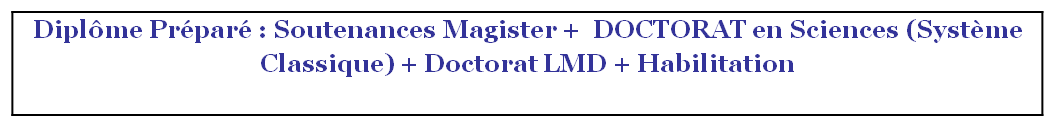 Diplôme Préparé : Soutenances Magister + DOCTORAT en Sciences (Système
Classique) + Doctorat LMD + Habilitation